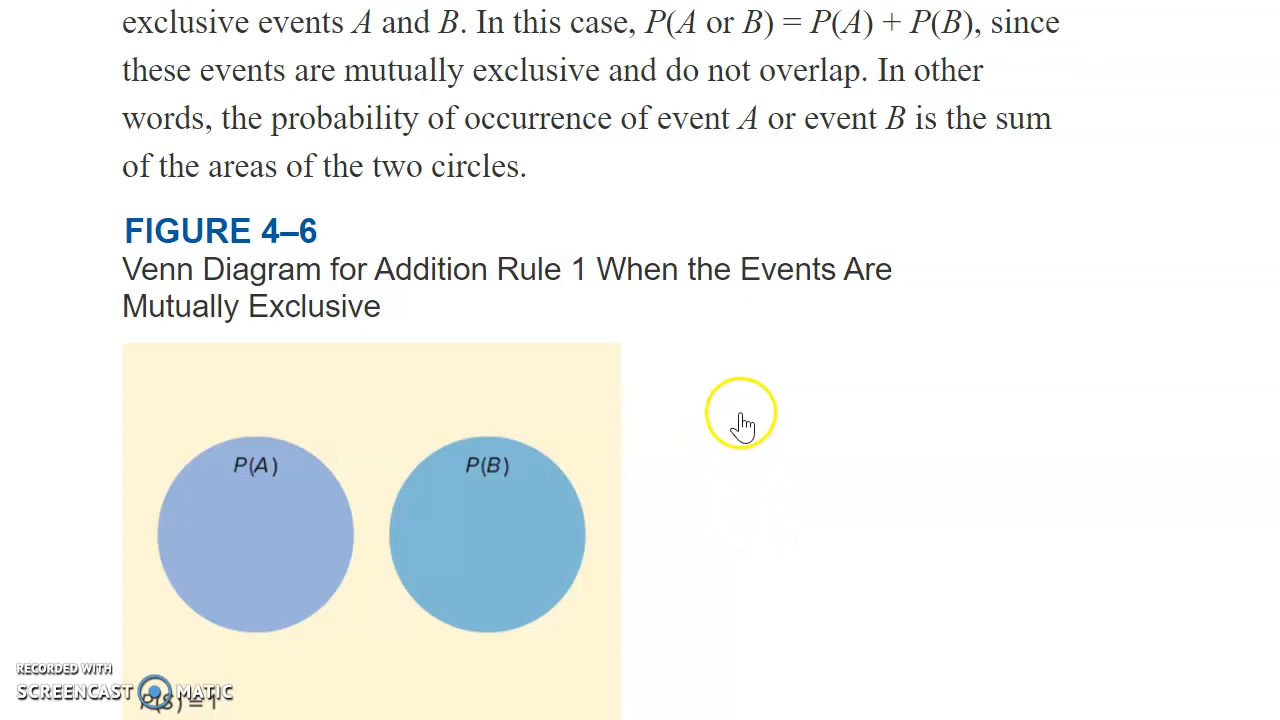 exclusive events A and B. In this case, P(A or B) = P(A) + P(B), since
these events are mutually exclusive and do not overlap. In other
words, the probability of occurrence of event A or event B is the sum
of the areas of the two circles.
FIGURE 4–6
Venn Diagram for Addition Rule 1 When the Events Are
Mutually Exclusive
P(A) P(B)
RECORDED WITH
SCREENCAST MATIC
P(S) = 1